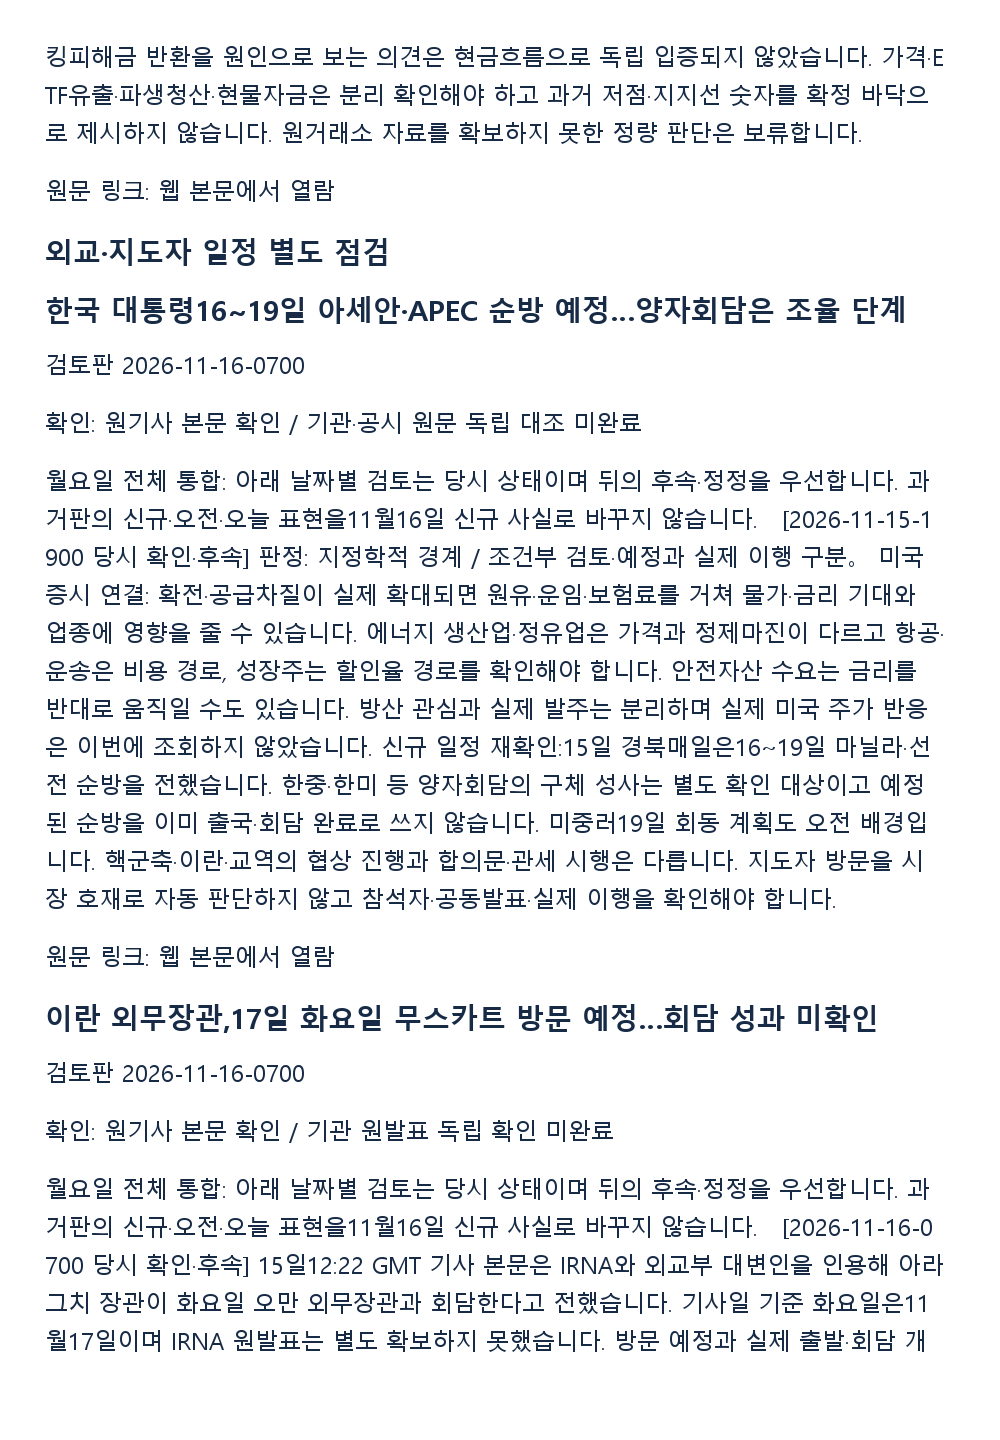 킹피해금 반환을 원인으로 보는 의견은 현금흐름으로 독립 입증되지 않았습니다. 가격·E
TF유출·파생청산·현물자금은 분리 확인해야 하고 과거 저점·지지선 숫자를 확정 바닥으
로 제시하지 않습니다. 원거래소 자료를 확보하지 못한 정량 판단은 보류합니다.
원문 링크: 웹 본문에서 열람
외교·지도자 일정 별도 점검
한국 대통령16~19일 아세안·APEC 순방 예정...양자회담은 조율 단계
검토판 2026-11-16-0700
확인: 원기사 본문 확인 / 기관·공시 원문 독립 대조 미완료
월요일 전체 통합: 아래 날짜별 검토는 당시 상태이며 뒤의 후속·정정을 우선합니다. 과
거판의 신규·오전·오늘 표현을11월16일 신규 사실로 바꾸지 않습니다.   [2026-11-15-1
900 당시 확인·후속] 판정: 지정학적 경계 / 조건부 검토·예정과 실제 이행 구분。 미국
증시 연결: 확전·공급차질이 실제 확대되면 원유·운임·보험료를 거쳐 물가·금리 기대와
업종에 영향을 줄 수 있습니다. 에너지 생산업·정유업은 가격과 정제마진이 다르고 항공·
운송은 비용 경로, 성장주는 할인율 경로를 확인해야 합니다. 안전자산 수요는 금리를
반대로 움직일 수도 있습니다. 방산 관심과 실제 발주는 분리하며 실제 미국 주가 반응
은 이번에 조회하지 않았습니다. 신규 일정 재확인:15일 경북매일은16~19일 마닐라·선
전 순방을 전했습니다. 한중·한미 등 양자회담의 구체 성사는 별도 확인 대상이고 예정
된 순방을 이미 출국·회담 완료로 쓰지 않습니다. 미중러19일 회동 계획도 오전 배경입
니다. 핵군축·이란·교역의 협상 진행과 합의문·관세 시행은 다릅니다. 지도자 방문을 시
장 호재로 자동 판단하지 않고 참석자·공동발표·실제 이행을 확인해야 합니다.
원문 링크: 웹 본문에서 열람
이란 외무장관,17일 화요일 무스카트 방문 예정...회담 성과 미확인
검토판 2026-11-16-0700
확인: 원기사 본문 확인 / 기관 원발표 독립 확인 미완료
월요일 전체 통합: 아래 날짜별 검토는 당시 상태이며 뒤의 후속·정정을 우선합니다. 과
거판의 신규·오전·오늘 표현을11월16일 신규 사실로 바꾸지 않습니다.   [2026-11-16-0
700 당시 확인·후속] 15일12:22 GMT 기사 본문은 IRNA와 외교부 대변인을 인용해 아라
그치 장관이 화요일 오만 외무장관과 회담한다고 전했습니다. 기사일 기준 화요일은11
월17일이며 IRNA 원발표는 별도 확보하지 못했습니다. 방문 예정과 실제 출발·회담 개